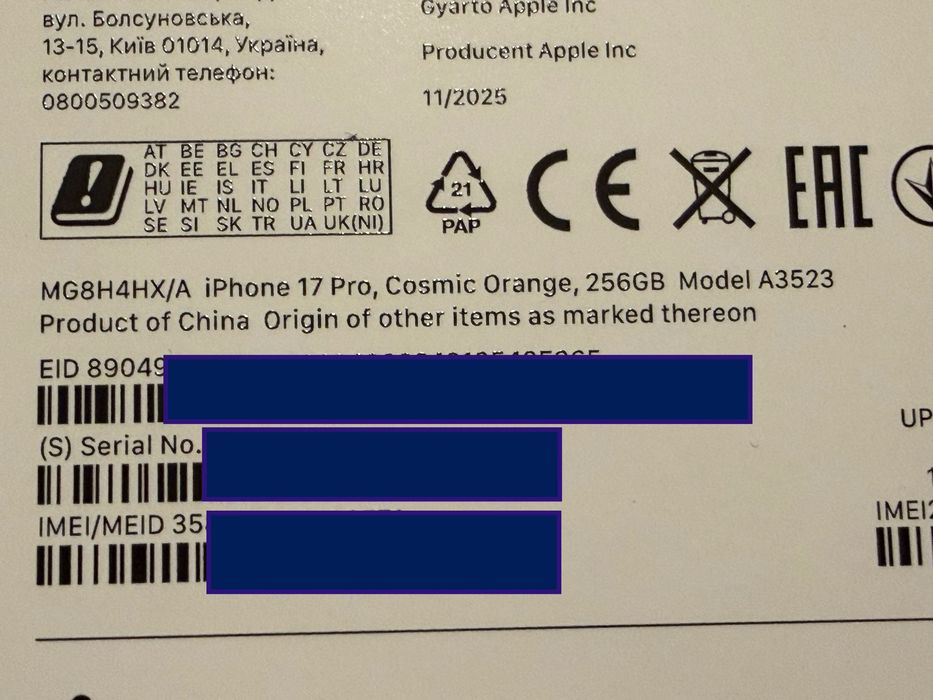 вул. Болсуновська,
13-15, Київ 01014, Україна,
контактний телефон:
0800509382
Gyártó Apple Inc
Producent Apple Inc
11/2025
AT BE BG CH CY CZ DE
DK EE EL ES FI FR HR
HU IE IS IT LI LT LU
LV MT NL NO PL PT RO
SE SI SK TR UA UK(NI)
21
PAP
CE
EAC
MG8H4HX/A iPhone 17 Pro, Cosmic Orange, 256GB Model A3523
Product of China Origin of other items as marked thereon
EID 89049
(S) Serial No.
IMEI/MEID 35
UP
IMEI2